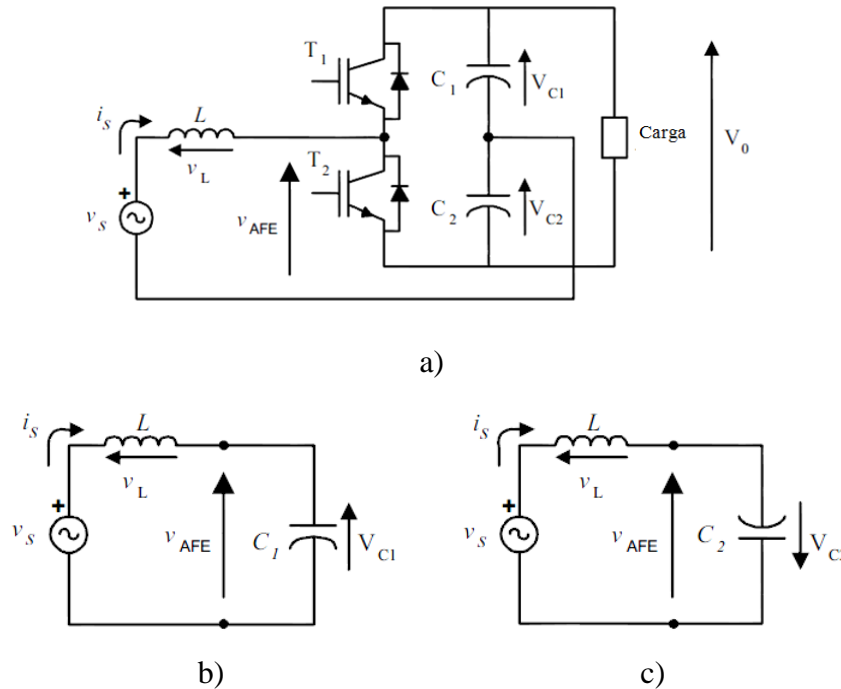 T1
C1
VC1
iS
L
Carga
V0
vL
T2
+
vS
vAFE
C2
VC2
a)
iS
L
vL
+
vS
vAFE
C1
VC1
b)
iS
L
vL
+
vS
vAFE
C2
c)